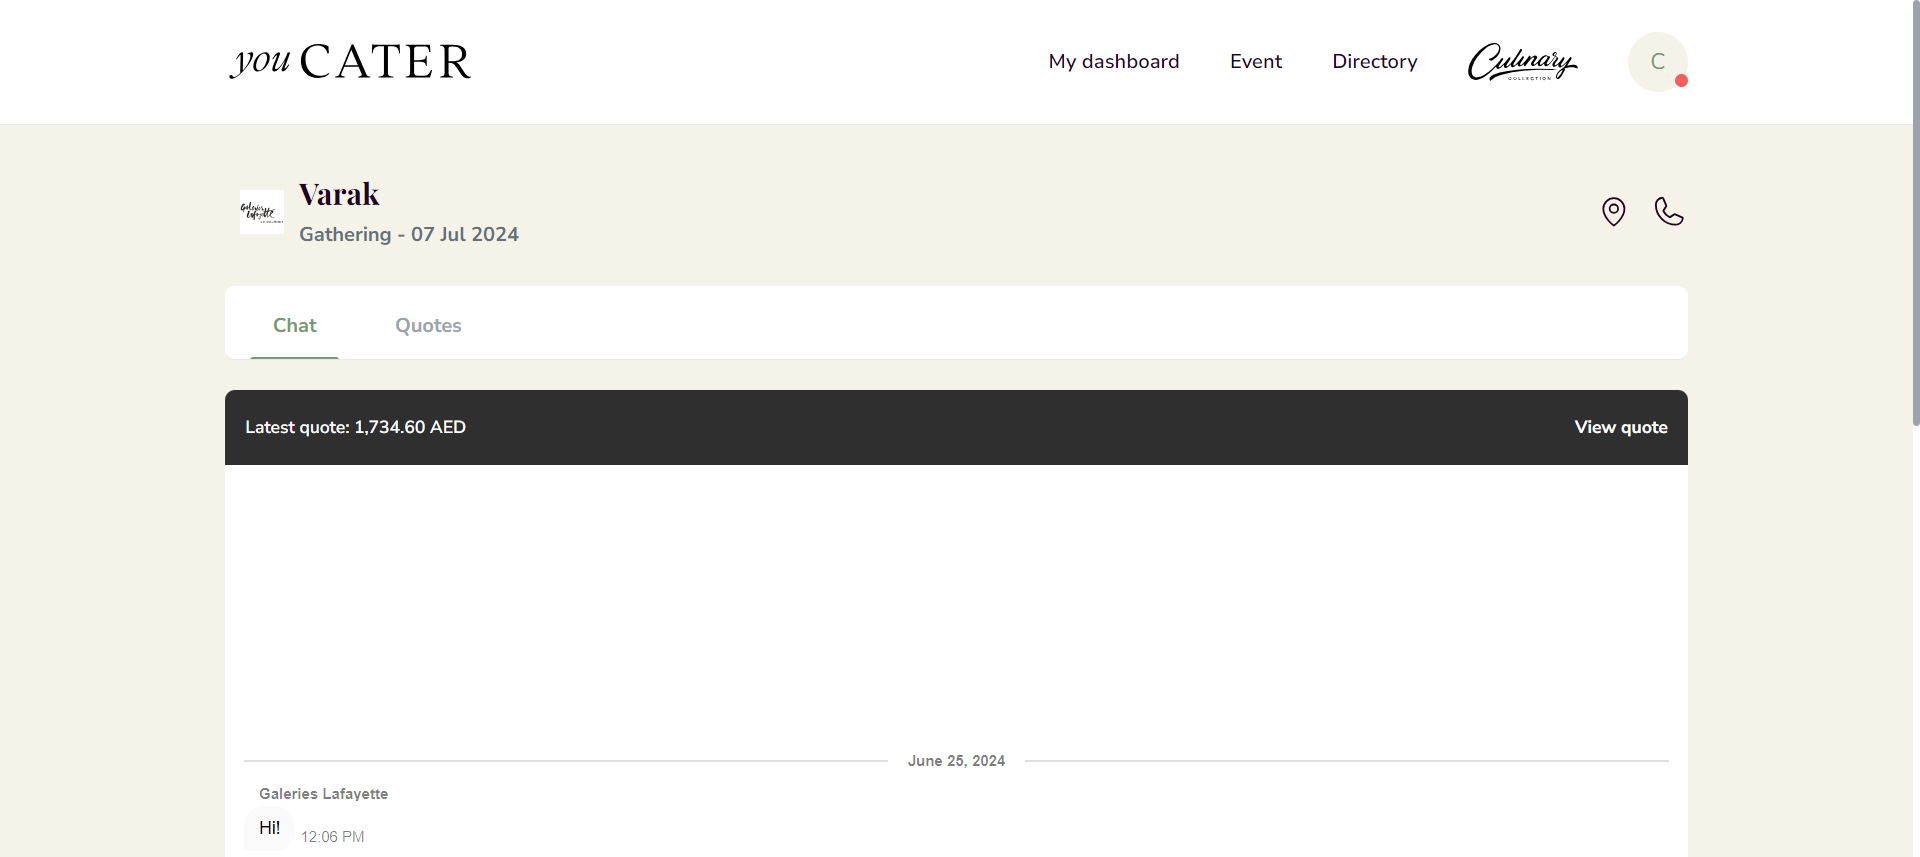 you CATER
My dashboard
Event
Directory
Culinary
COLLECTION
C
Galeries
Lafayette
Varak
Gathering - 07 Jul 2024
Chat
Quotes
Latest quote: 1,734.60 AED
View quote
June 25, 2024
Galeries Lafayette
Hi!
12:06 PM